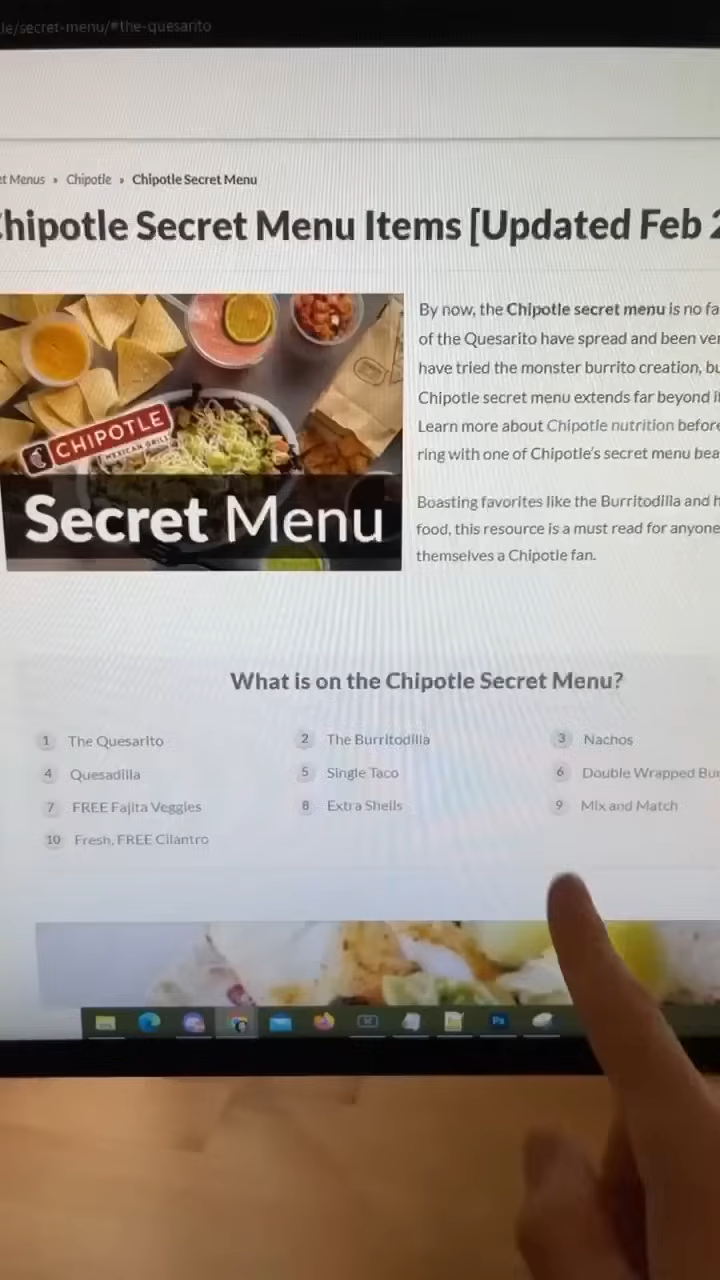 le/secret-menu/#the-quesarito
et Menus › Chipotle › Chipotle Secret Menu
Chipotle Secret Menu Items [Updated Feb 2
CHIPOTLE
MEXICAN GRILL
Secret Menu
By now, the Chipotle secret menu is no fa
of the Quesarito have spread and been ver
have tried the monster burrito creation, bu
Chipotle secret menu extends far beyond i
Learn more about Chipotle nutrition before
ring with one of Chipotle's secret menu bea
Boasting favorites like the Burritodilla and h
food, this resource is a must read for anyone
themselves a Chipotle fan.
What is on the Chipotle Secret Menu?
1 The Quesarito
2 The Burritodilla
3 Nachos
4 Quesadilla
5 Single Taco
6 Double Wrapped Bur
7 FREE Fajita Veggies
8 Extra Shells
9 Mix and Match
10 Fresh, FREE Cilantro
Ps